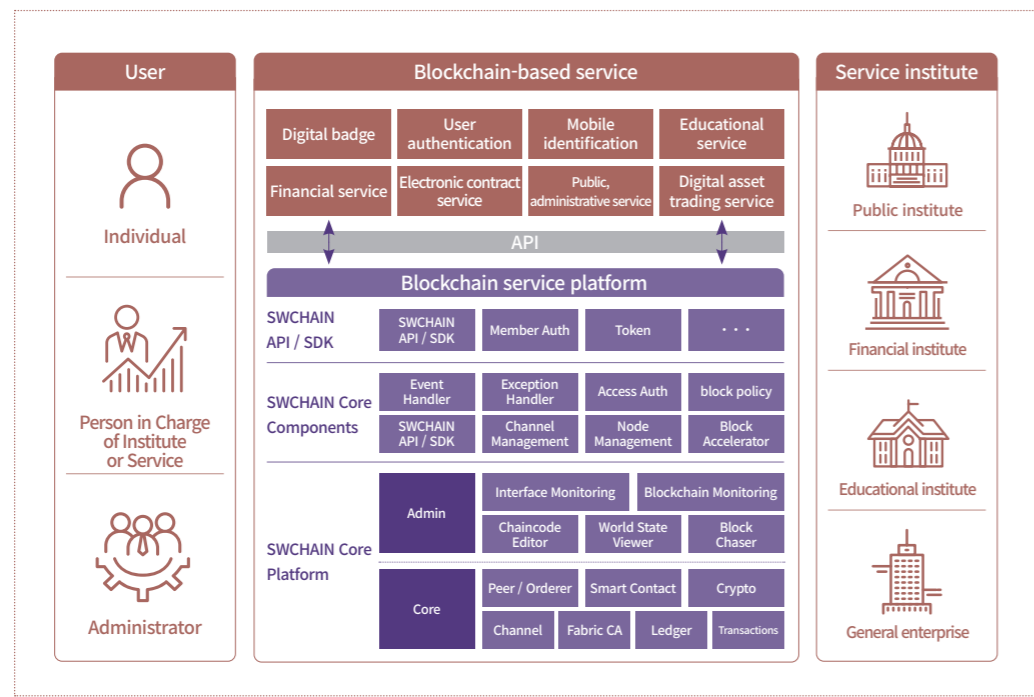 User
Individual
Person in Charge
of Institute
or Service
Administrator
Blockchain-based service
Digital badge
User
authentication
Mobile
identification
Educational
service
Financial service
Electronic contract
service
Public,
administrative service
Digital asset
trading service
API
Blockchain service platform
SWCHAIN
API / SDK
SWCHAIN
API / SDK
Member Auth
Token
· · ·
SWCHAIN Core
Components
Event
Handler
Exception
Handler
Access Auth
block policy
SWCHAIN
API / SDK
Channel
Management
Node
Management
Block
Accelerator
SWCHAIN Core
Platform
Admin
Interface Monitoring
Blockchain Monitoring
Chaincode
Editor
World State
Viewer
Block
Chaser
Core
Peer / Orderer
Smart Contact
Crypto
Channel
Fabric CA
Ledger
Transactions
Service institute
Public institute
Financial institute
Educational institute
General enterprise